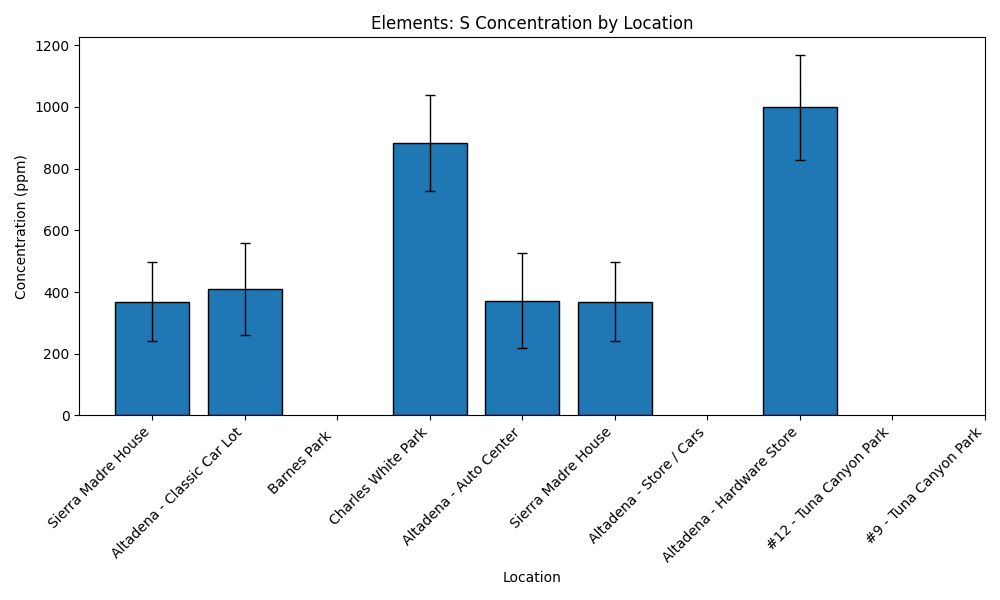 Elements: S Concentration by Location
1200
1000
800
600
400
200
0
Concentration (ppm)
Sierra Madre House
Altadena - Classic Car Lot
Barnes Park
Charles White Park
Altadena - Auto Center
Sierra Madre House
Altadena - Store / Cars
Altadena - Hardware Store
#12 - Tuna Canyon Park
#9 - Tuna Canyon Park
Location